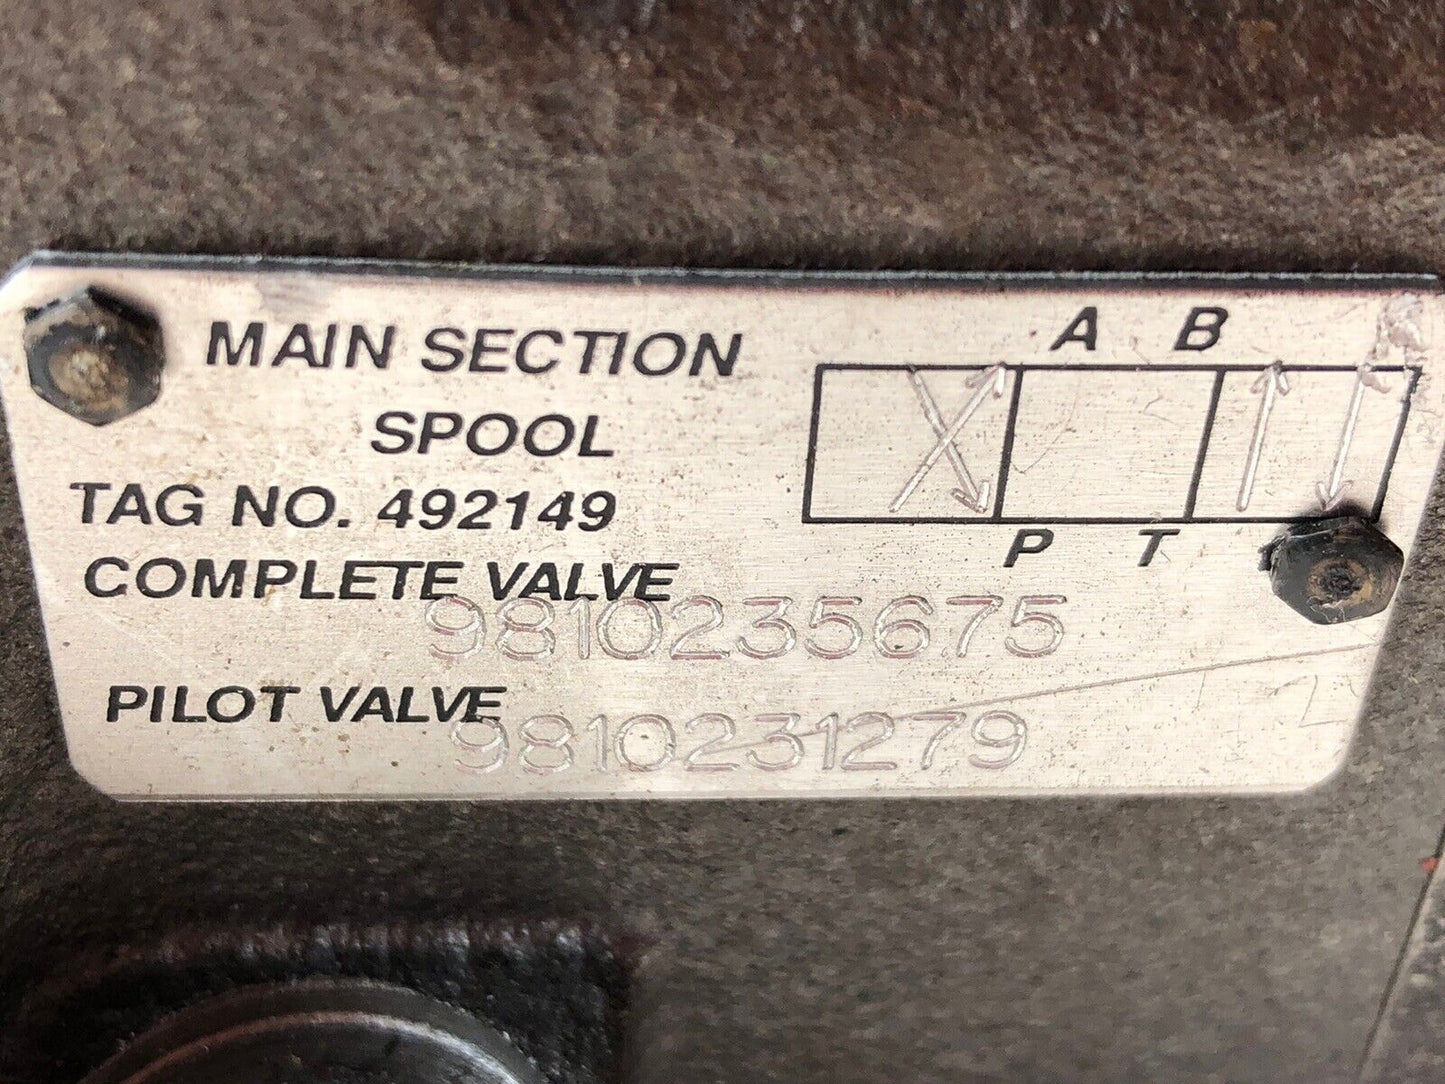 MAIN SECTION
SPOOL
TAG NO. 492149
COMPLETE VALVE
9810235675
PILOT VALVE
9810231279
A B
P T